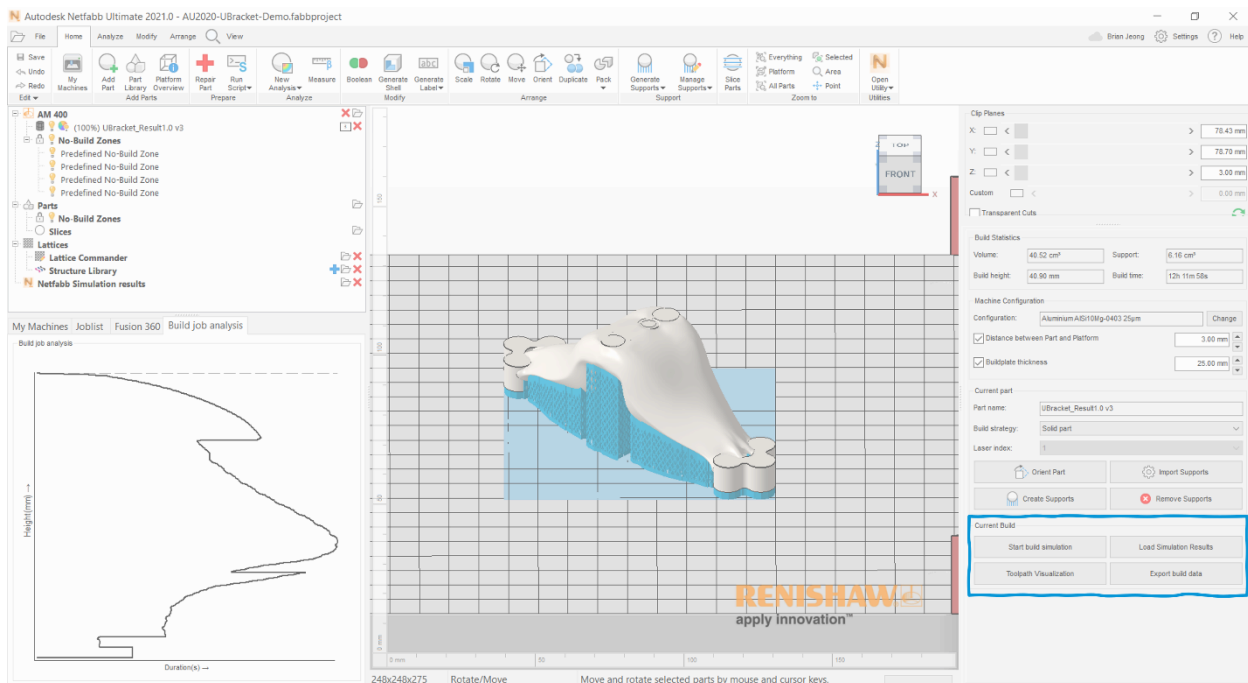 Autodesk Netfabb Ultimate 2021.0 - AU2020-UBracket-Demo.fabbproject
File Home Analyze Modify Arrange View
Brian Jeong Settings Help
Save
Undo
Redo
Edit
My Machines
Add Part
Part Library
Platform Overview
Add Parts
Repair Part
Run Script
Prepare
New Analysis
Measure
Analyze
Boolean
Generate Shell
Generate Label
Modify
Scale
Rotate
Move
Orient
Duplicate
Pack
Arrange
Generate Supports
Manage Supports
Support
Slice Parts
Everything
Platform
All Parts
Selected
Area
Point
Zoom to
Open Utility
Utilities
AM 400
(100%) UBracket_Result1.0 v3
No-Build Zones
Predefined No-Build Zone
Predefined No-Build Zone
Predefined No-Build Zone
Predefined No-Build Zone
Parts
No-Build Zones
Slices
Lattices
Lattice Commander
Structure Library
Netfabb Simulation results
My Machines Joblist Fusion 360 Build job analysis
Build job analysis
Height(mm) →
Duration(s) →
Z
TOP
FRONT
X
150
100
50
0 mm
0 mm 50 100 150
RENISHAW
apply innovation™
248x248x275 Rotate/Move Move and rotate selected parts by mouse and cursor keys.
Clip Planes
X: 78.43 mm
Y: 78.70 mm
Z: 3.00 mm
Custom 0.00 mm
Transparent Cuts
Build Statistics
Volume: 40.52 cm³ Support: 6.16 cm³
Build height: 40.90 mm Build time: 12h 11m 58s
Machine Configuration
Configuration: Aluminium AlSi10Mg-0403 25µm Change
Distance between Part and Platform 3.00 mm
Buildplate thickness 25.00 mm
Current part
Part name: UBracket_Result1.0 v3
Build strategy: Solid part
Laser index: 1
Orient Part Import Supports
Create Supports Remove Supports
Current Build
Start build simulation Load Simulation Results
Toolpath Visualization Export build data